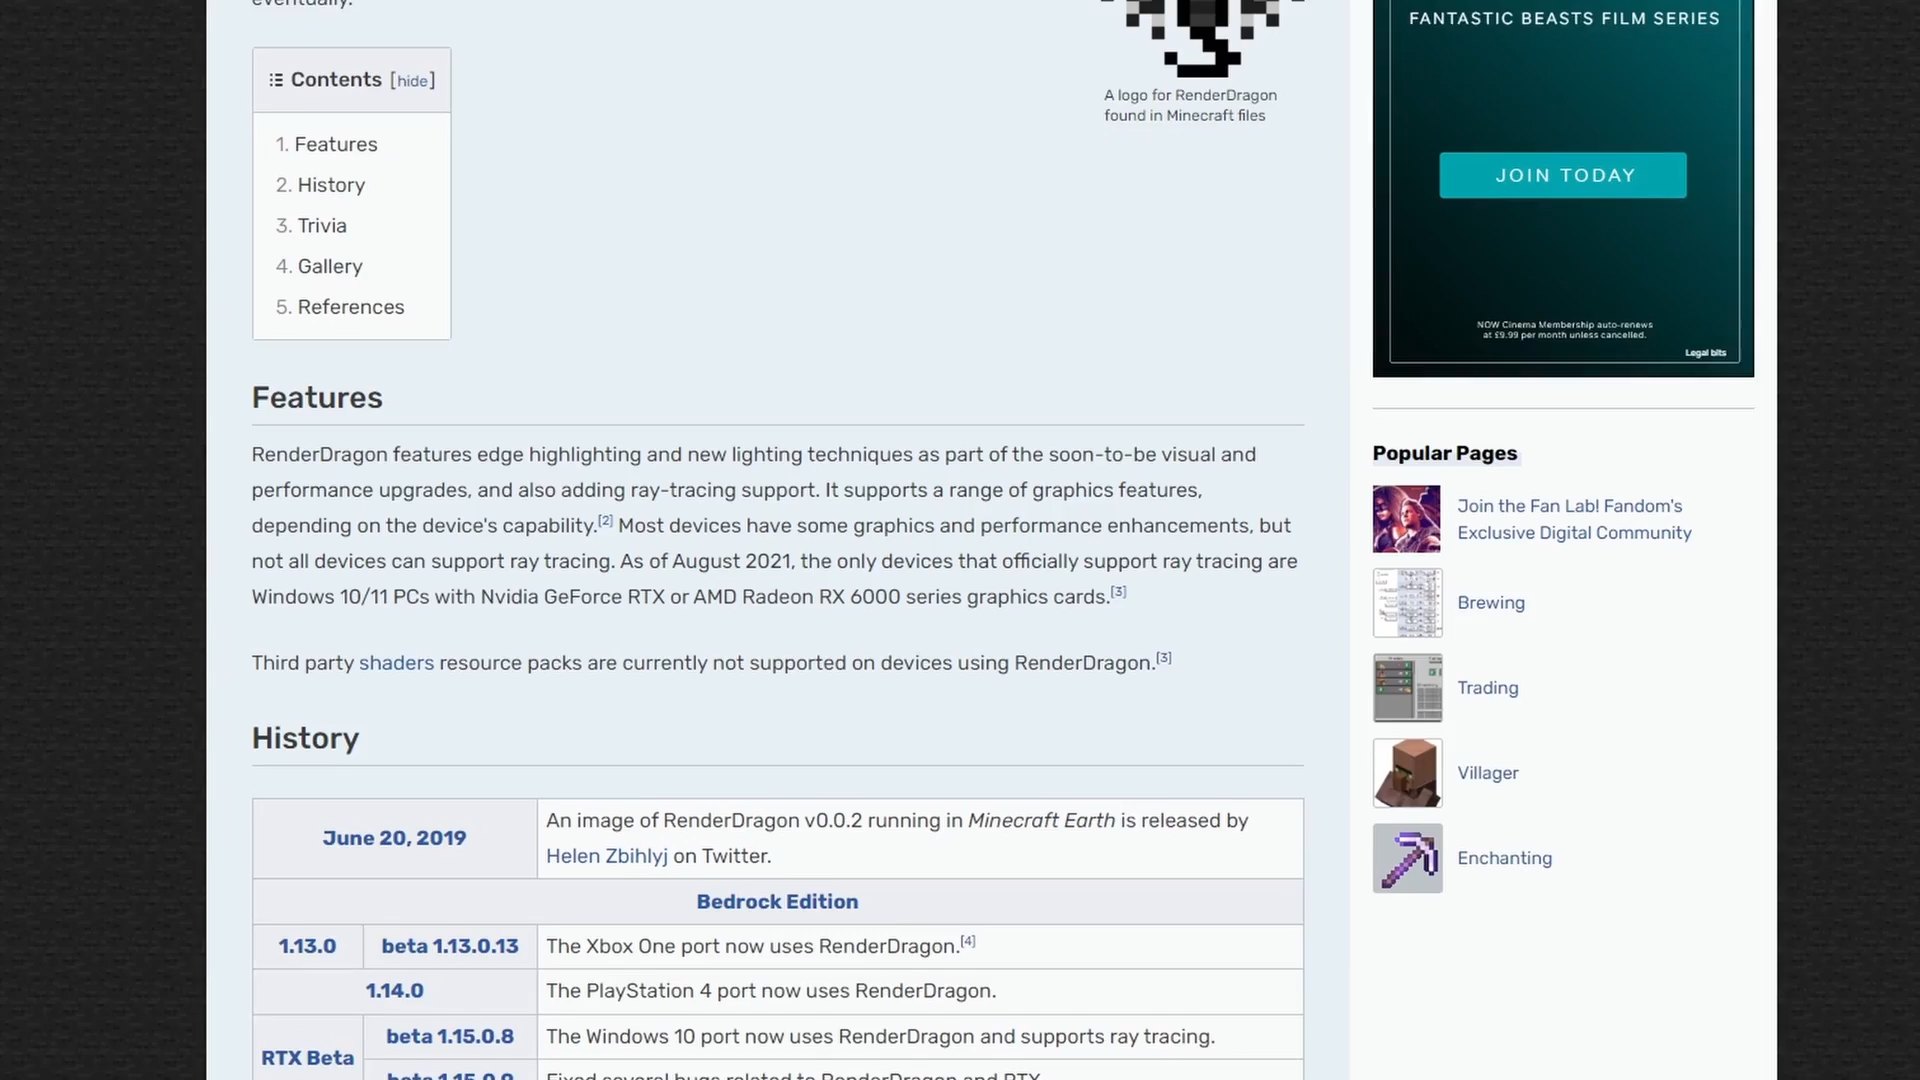 eventually.
Contents [hide]
1. Features
2. History
3. Trivia
4. Gallery
5. References
A logo for RenderDragon
found in Minecraft files
Features
RenderDragon features edge highlighting and new lighting techniques as part of the soon-to-be visual and
performance upgrades, and also adding ray-tracing support. It supports a range of graphics features,
depending on the device's capability.[2] Most devices have some graphics and performance enhancements, but
not all devices can support ray tracing. As of August 2021, the only devices that officially support ray tracing are
Windows 10/11 PCs with Nvidia GeForce RTX or AMD Radeon RX 6000 series graphics cards.[3]
Third party shaders resource packs are currently not supported on devices using RenderDragon.[3]
History
June 20, 2019
An image of RenderDragon v0.0.2 running in Minecraft Earth is released by
Helen Zbihlyj on Twitter.
Bedrock Edition
1.13.0 beta 1.13.0.13 The Xbox One port now uses RenderDragon.[4]
1.14.0 The PlayStation 4 port now uses RenderDragon.
RTX Beta beta 1.15.0.8 The Windows 10 port now uses RenderDragon and supports ray tracing.
beta 1.15.0.9 Fixed several bugs related to RenderDragon and RTX.
FANTASTIC BEASTS FILM SERIES
JOIN TODAY
NOW Cinema Membership auto-renews
at £9.99 per month unless cancelled.
Legal bits
Popular Pages
Join the Fan Lab! Fandom's
Exclusive Digital Community
Brewing
Trading
Villager
Enchanting